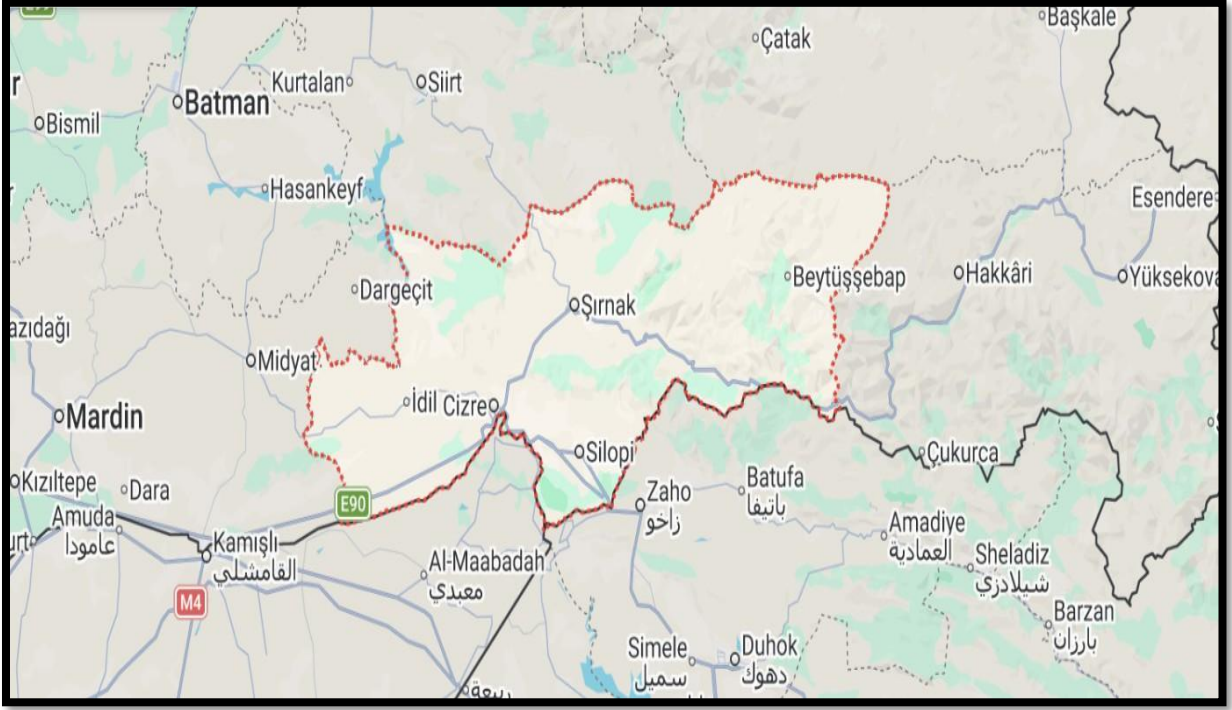 Başkale
Çatak
Kurtalan
Siirt
Batman
Bismil
Hasankeyf
Esendere
Dargeçit
Beytüşşebap
Hakkâri
Yüksekova
Şırnak
azıdağı
Midyat
İdil
Cizre
Mardin
Silopi
Çukurca
Kızıltepe
Dara
E90
Zaho
زاخو
Batufa
باتيفا
Amuda
عامودا
Kamışlı
القامشلي
Amadiye
العمادية
Al-Maabadah
معبدي
Sheladiz
شيلادزي
M4
Barzan
بارزان
Simele
سميل
Duhok
دهوك
ربيعة